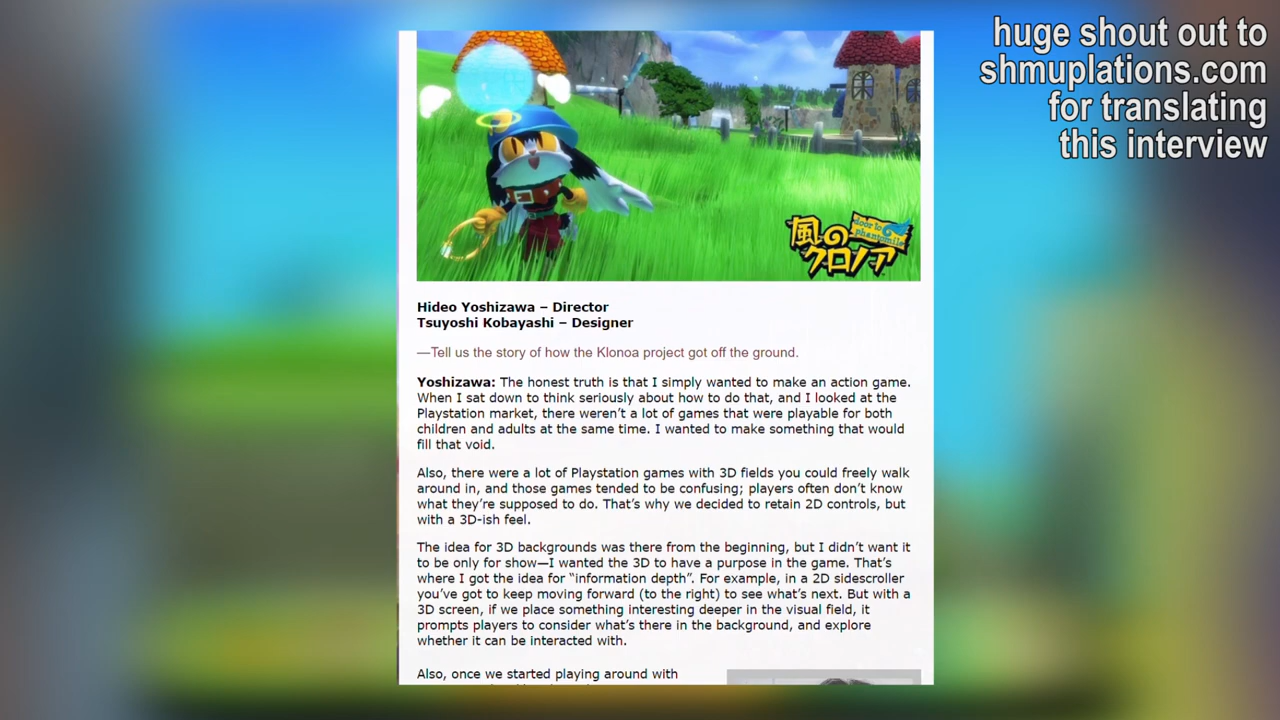 huge shout out to
shmuplations.com
for translating
this interview
door to
phantomile
風の
クロノア
Hideo Yoshizawa – Director
Tsuyoshi Kobayashi – Designer
—Tell us the story of how the Klonoa project got off the ground.
Yoshizawa: The honest truth is that I simply wanted to make an action game.
When I sat down to think seriously about how to do that, and I looked at the
Playstation market, there weren't a lot of games that were playable for both
children and adults at the same time. I wanted to make something that would
fill that void.
Also, there were a lot of Playstation games with 3D fields you could freely walk
around in, and those games tended to be confusing; players often don't know
what they're supposed to do. That's why we decided to retain 2D controls, but
with a 3D-ish feel.
The idea for 3D backgrounds was there from the beginning, but I didn't want it
to be only for show—I wanted the 3D to have a purpose in the game. That's
where I got the idea for “information depth”. For example, in a 2D sidescroller
you've got to keep moving forward (to the right) to see what's next. But with a
3D screen, if we place something interesting deeper in the visual field, it
prompts players to consider what's there in the background, and explore
whether it can be interacted with.
Also, once we started playing around with